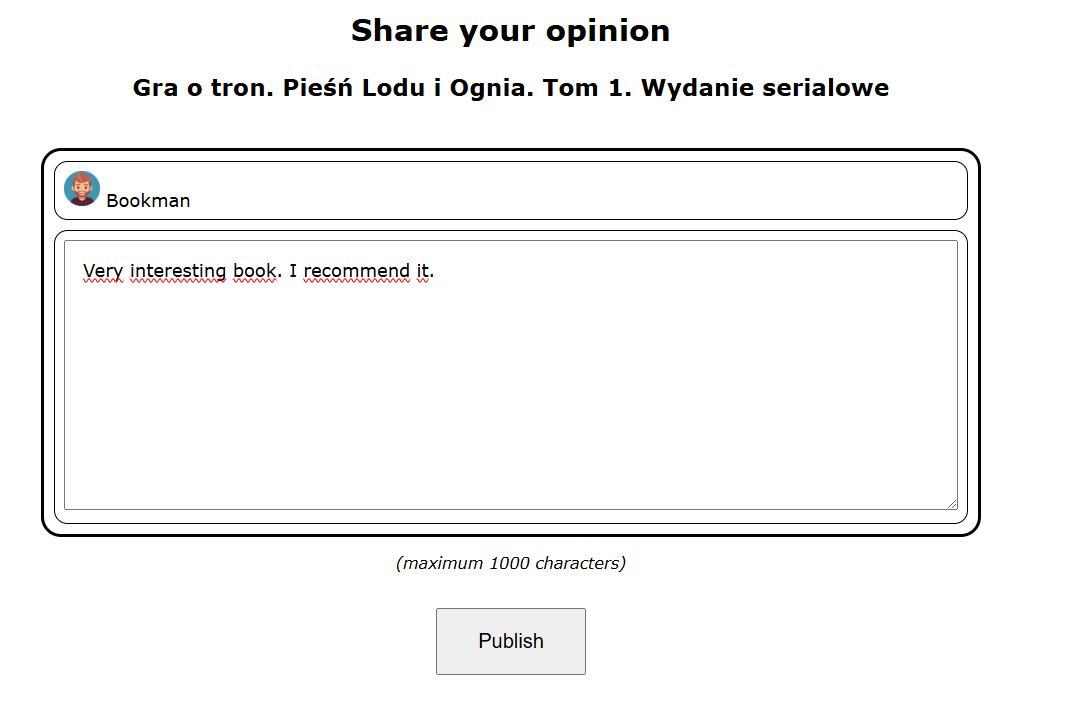 Share your opinion
Gra o tron. Pieśń Lodu i Ognia. Tom 1. Wydanie serialowe
Bookman
Very interesting book. I recommend it.
(maximum 1000 characters)
Publish